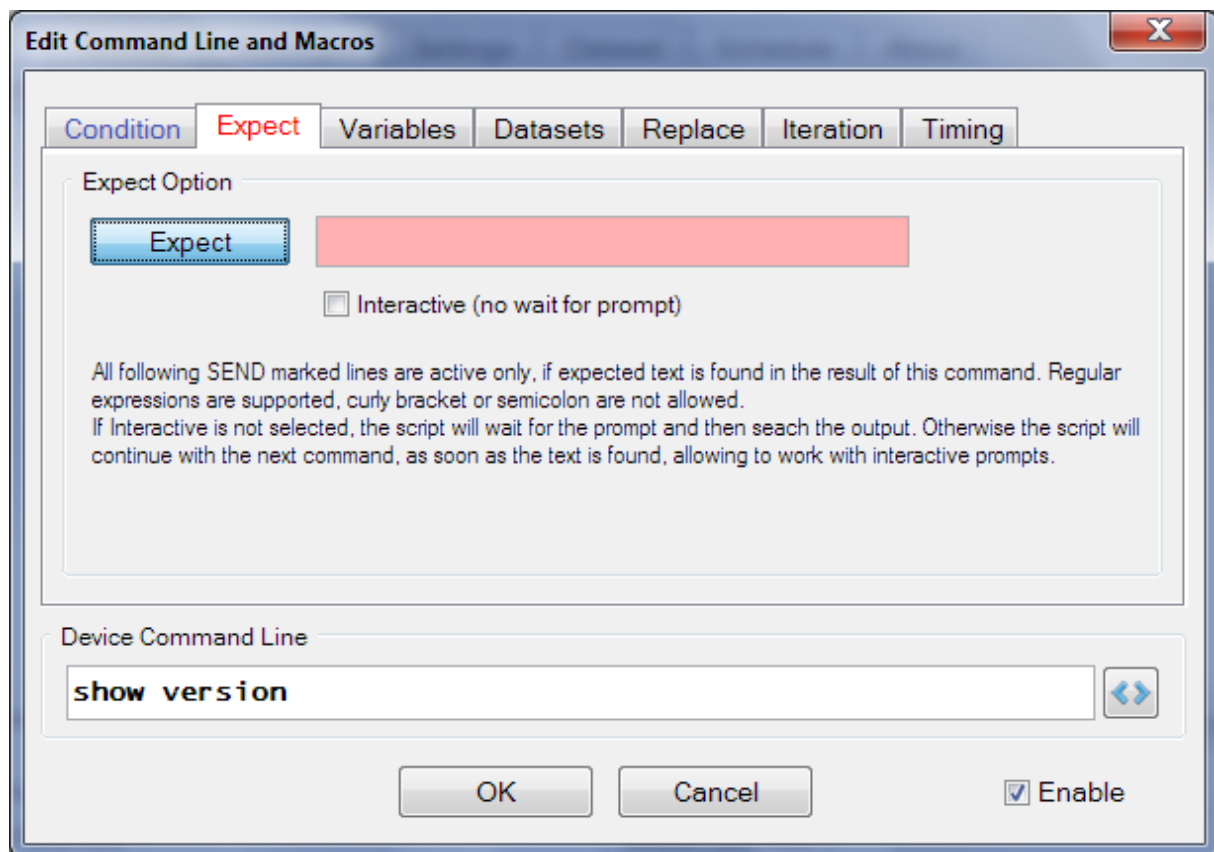 Edit Command Line and Macros
Condition Expect Variables Datasets Replace Iteration Timing
Expect Option
Expect
Interactive (no wait for prompt)
All following SEND marked lines are active only, if expected text is found in the result of this command. Regular
expressions are supported, curly bracket or semicolon are not allowed.
If Interactive is not selected, the script will wait for the prompt and then seach the output. Otherwise the script will
continue with the next command, as soon as the text is found, allowing to work with interactive prompts.
Device Command Line
show version
OK Cancel Enable